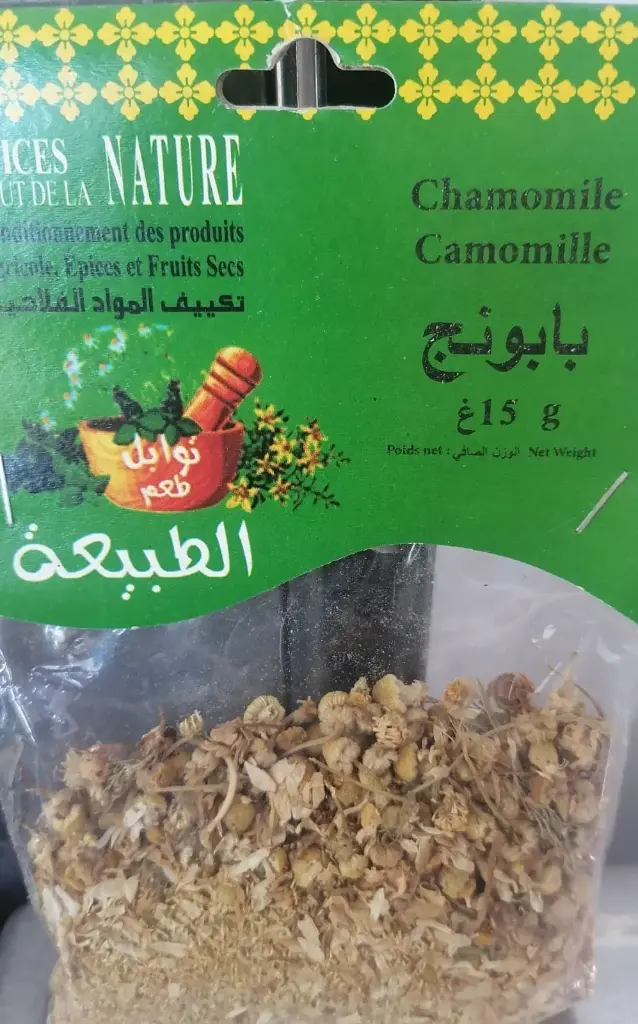 ICES
UT DE LA NATURE
nditionnement des produits
gricole, Epices et Fruits Secs
تكييف المواد الفلاحية
توابل
طعم
الطبيعة
Chamomile
Camomille
بابونج
15 g غ
Poids net : الوزن الصافي Net Weight